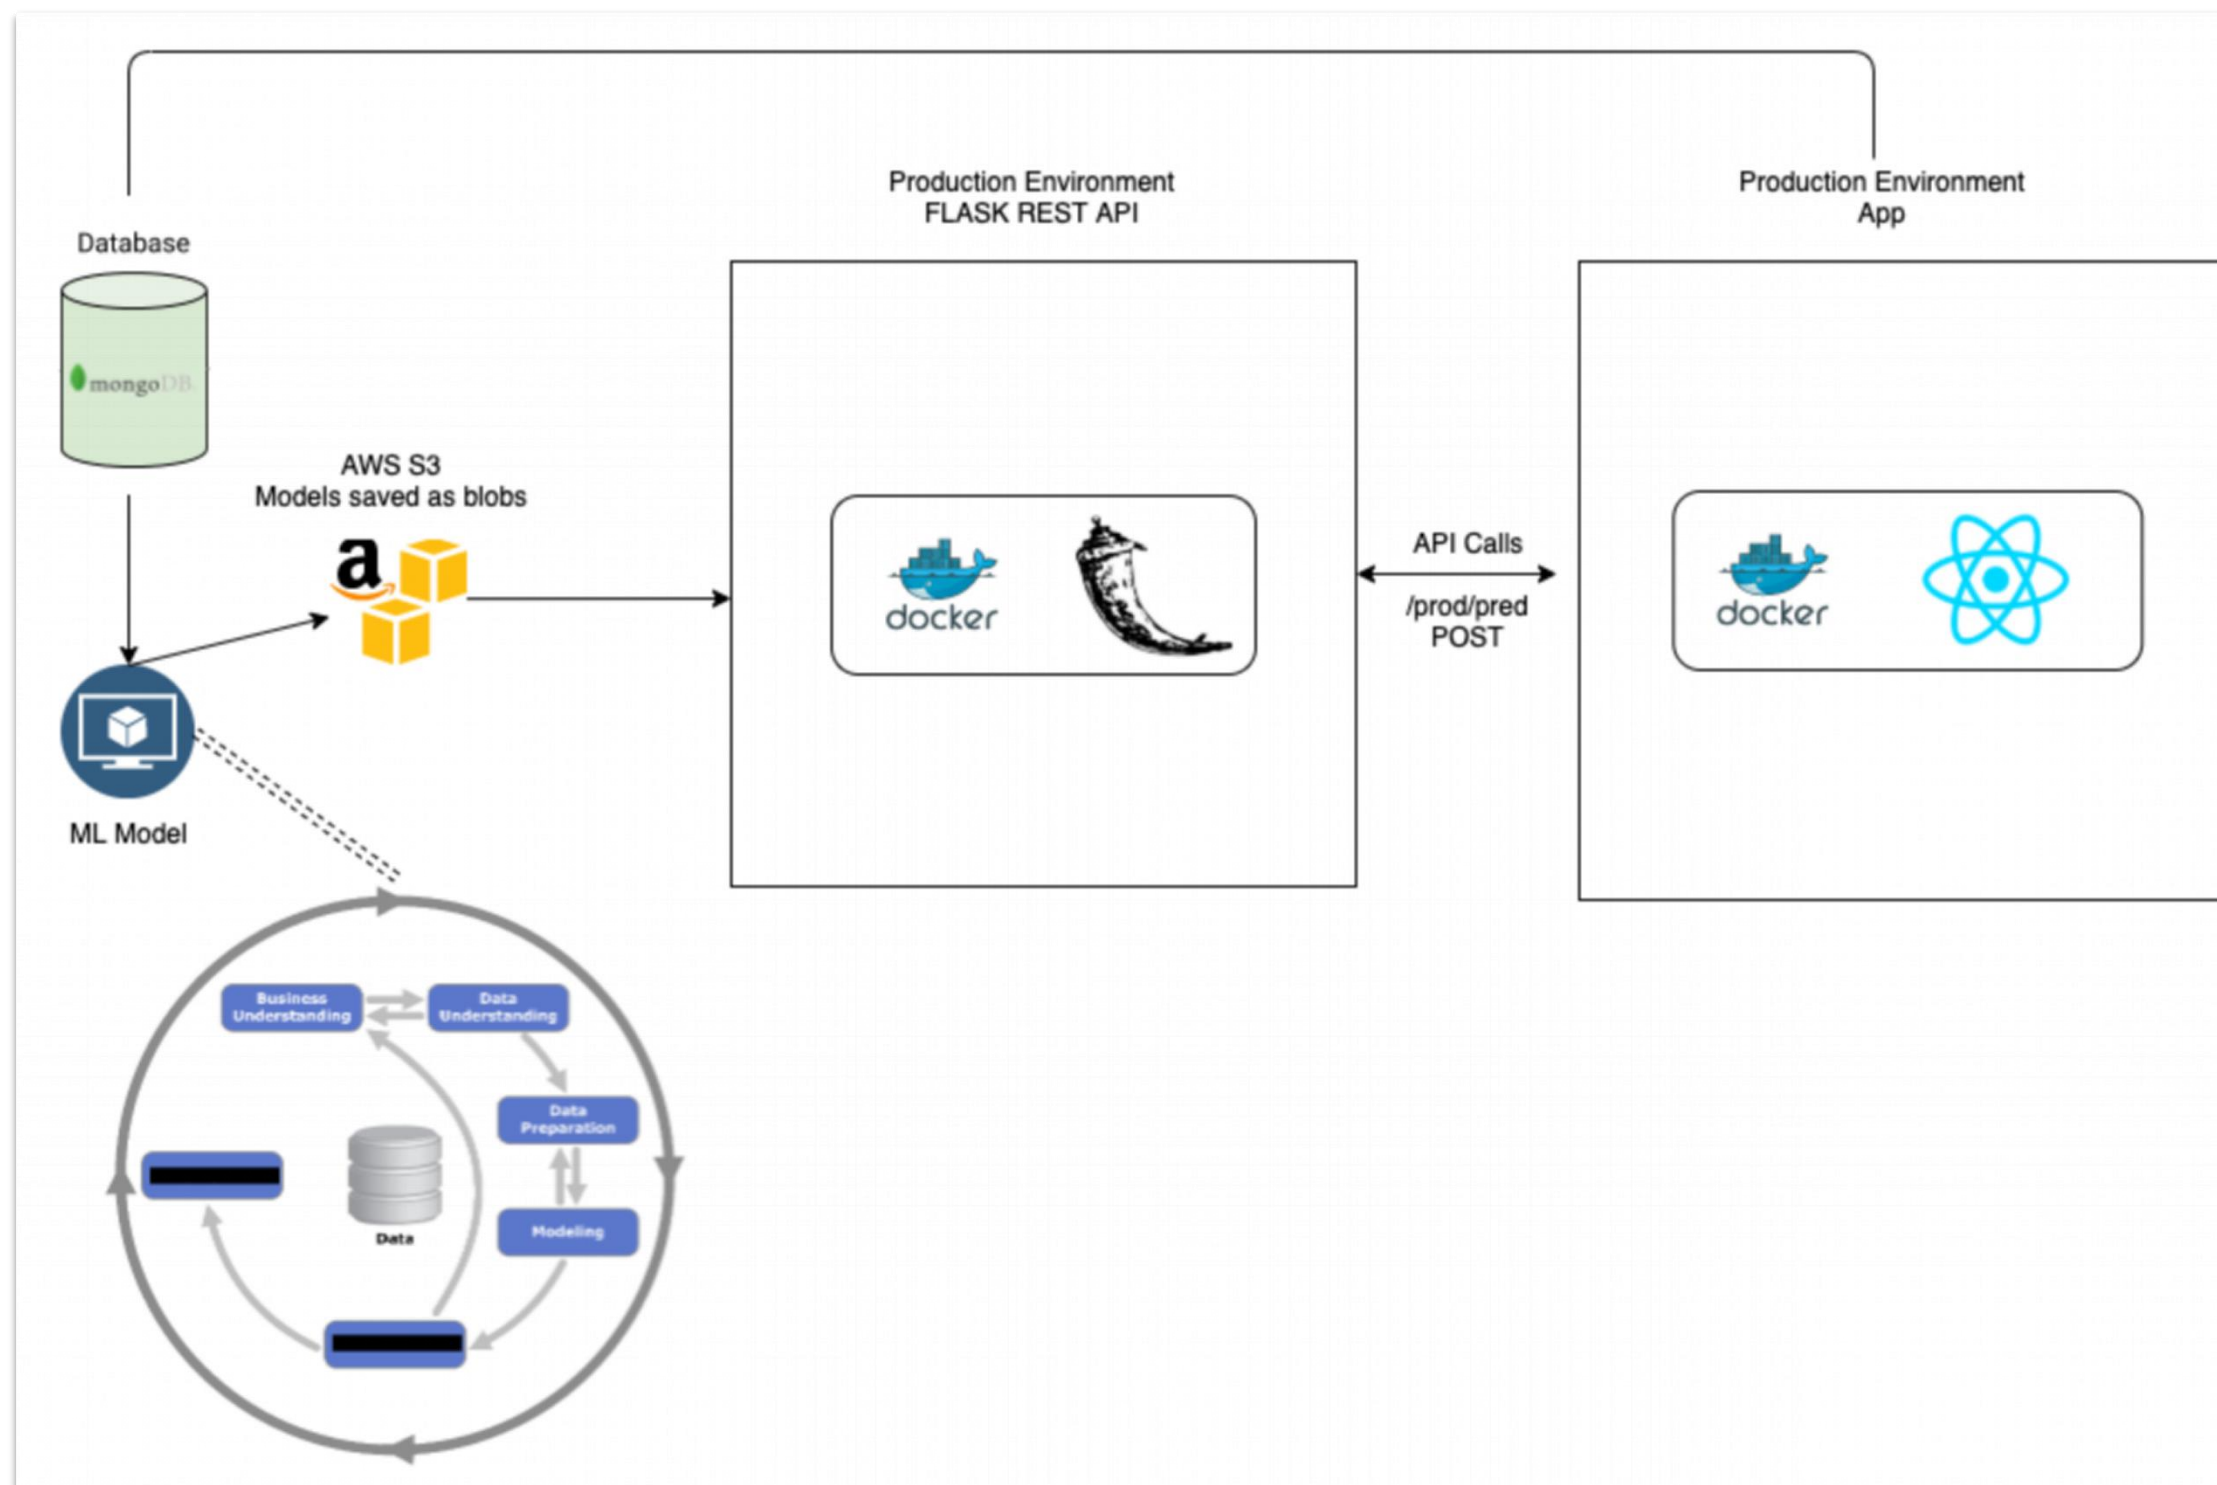 Production Environment
FLASK REST API
Production Environment
App
Database
mongoDB
AWS S3
Models saved as blobs
a
docker
API Calls
/prod/pred
POST
docker
ML Model
Business
Understanding
Data
Understanding
Data
Preparation
Modeling
Data